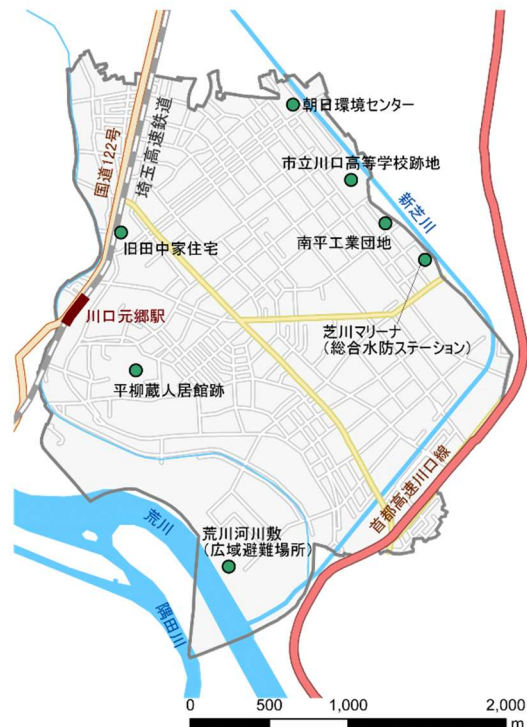 朝日環境センター
国道122号
埼玉高速鉄道
市立川口高等学校跡地
新芝川
旧田中家住宅
南平工業団地
川口元郷駅
芝川マリーナ
(総合水防ステーション)
平柳蔵人居館跡
首都高速川口線
荒川
荒川河川敷
(広域避難場所)
隅田川
0 500 1,000 2,000
m